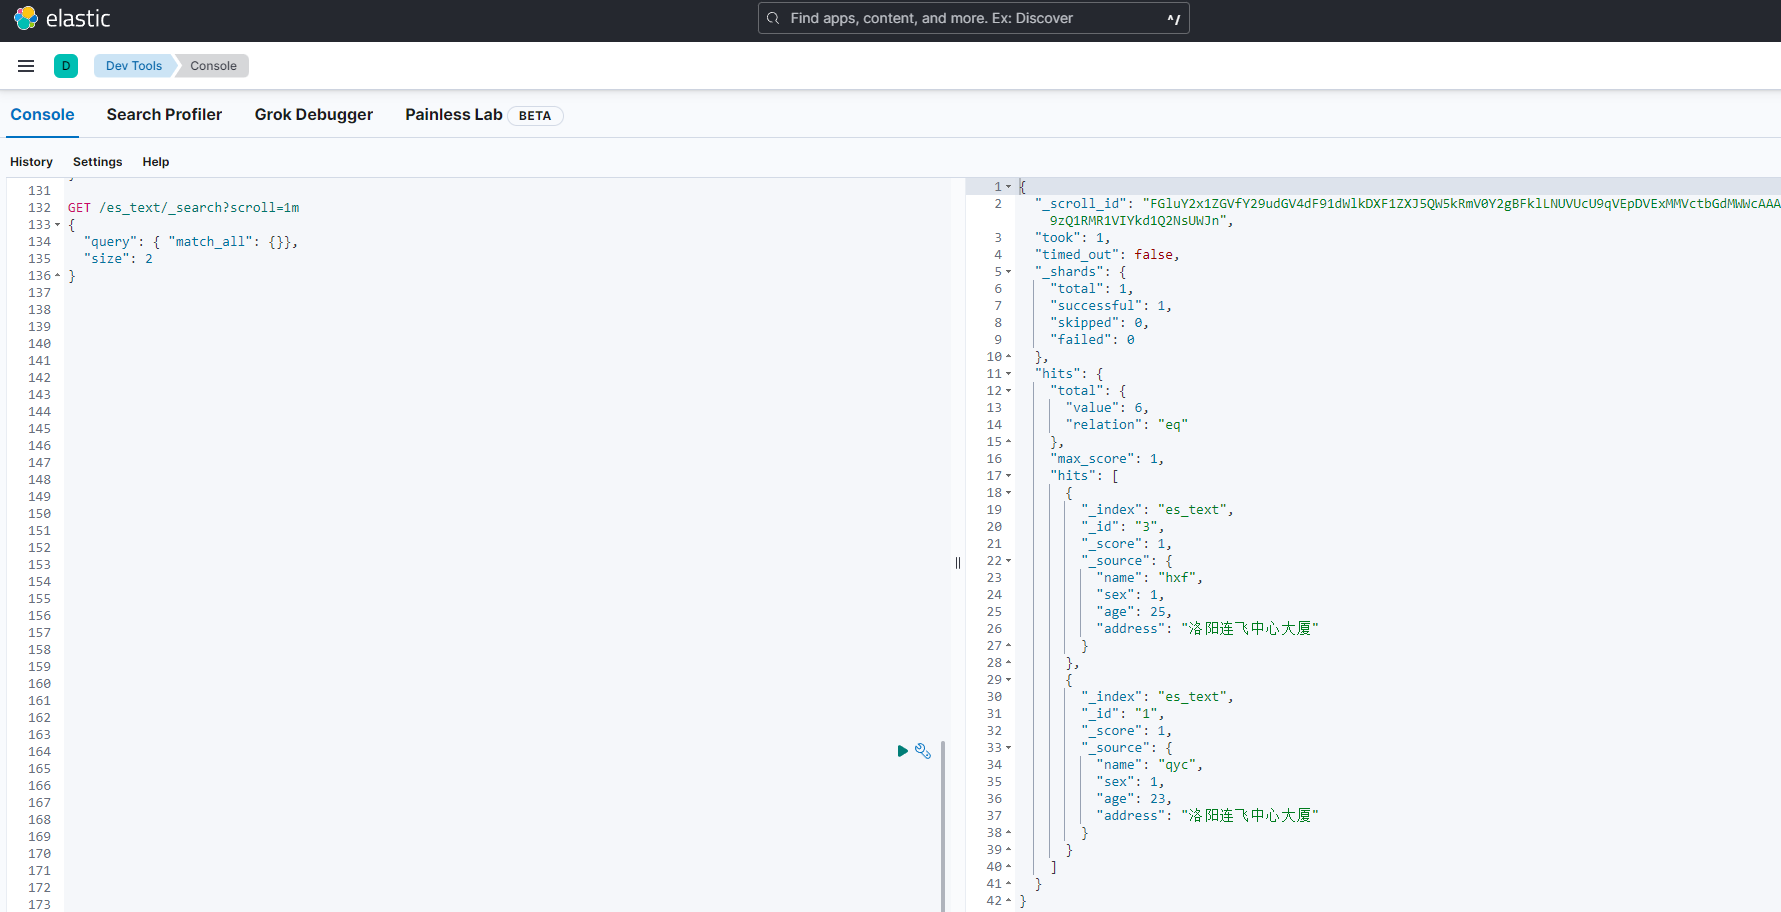 elastic
Find apps, content, and more. Ex: Discover
^/
D
Dev Tools
Console
Console
Search Profiler
Grok Debugger
Painless Lab
BETA
History
Settings
Help
131
132 GET /es_text/_search?scroll=1m
133 {
134 "query": { "match_all": {}},
135 "size": 2
136 }
137
138
139
140
141
142
143
144
145
146
147
148
149
150
151
152
153
154
155
156
157
158
159
160
161
162
163
164
165
166
167
168
169
170
171
172
173
1 {
2 "_scroll_id": "FGluY2x1ZGVfY29udGV4dF91dWlkDXF1ZXJ5QW5kRmV0Y2gBFklLNUVUcU9qVEpDVExMMVctbGdMWWcAAA
9zQ1RMR1VIYkd1Q2NsUWJn",
3 "took": 1,
4 "timed_out": false,
5 "_shards": {
6 "total": 1,
7 "successful": 1,
8 "skipped": 0,
9 "failed": 0
10 },
11 "hits": {
12 "total": {
13 "value": 6,
14 "relation": "eq"
15 },
16 "max_score": 1,
17 "hits": [
18 {
19 "_index": "es_text",
20 "_id": "3",
21 "_score": 1,
22 "_source": {
23 "name": "hxf",
24 "sex": 1,
25 "age": 25,
26 "address": "洛阳连飞中心大厦"
27 }
28 },
29 {
30 "_index": "es_text",
31 "_id": "1",
32 "_score": 1,
33 "_source": {
34 "name": "qyc",
35 "sex": 1,
36 "age": 23,
37 "address": "洛阳连飞中心大厦"
38 }
39 }
40 ]
41 }
42 }